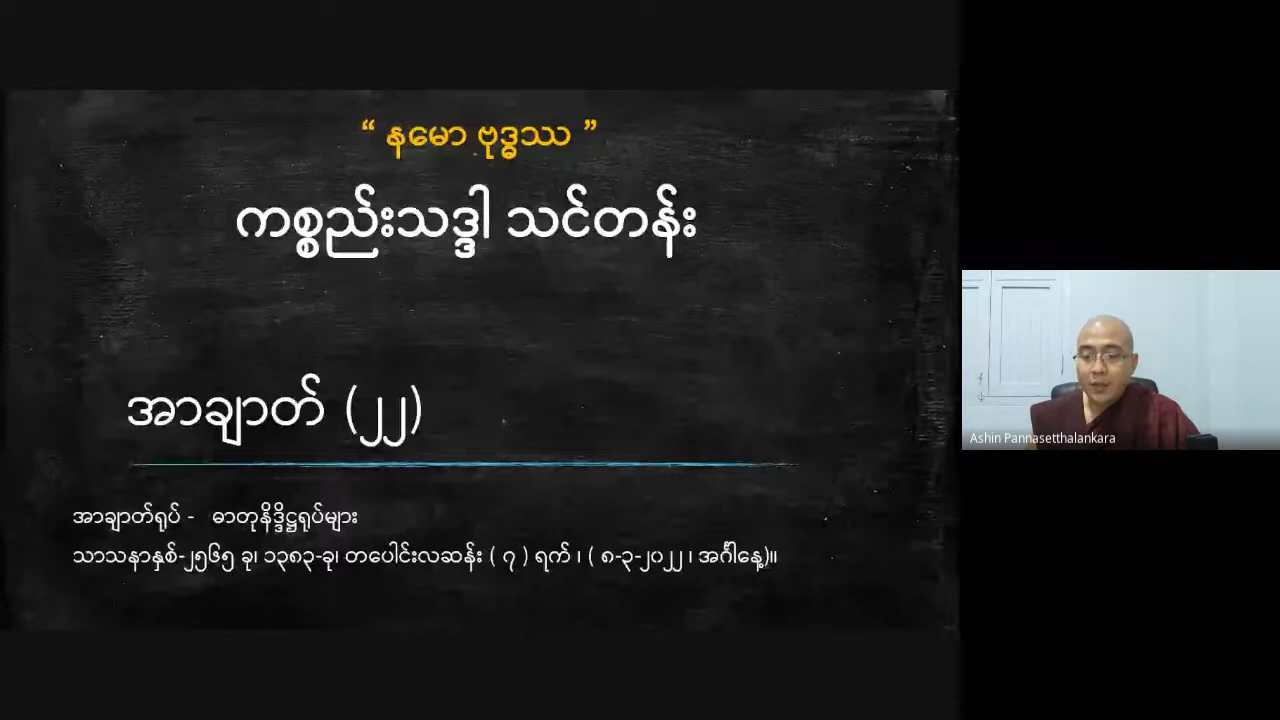 “ နမော ဗုဒ္ဓဿ ”
ကစ္စည်းသဒ္ဒါ သင်တန်း
အာချာတ် (၂၂)
အာချာတ်ရုပ် - ဓာတုနိဒ္ဒိဋ္ဌရုပ်များ
သာသနာနှစ်-၂၅၆၅ ခု၊ ၁၃၈၃-ခု၊ တပေါင်းလဆန်း ( ၇ ) ရက် ၊ ( ၈-၃-၂၀၂၂ ၊ အင်္ဂါနေ့)။
Ashin Pannasetthalankara